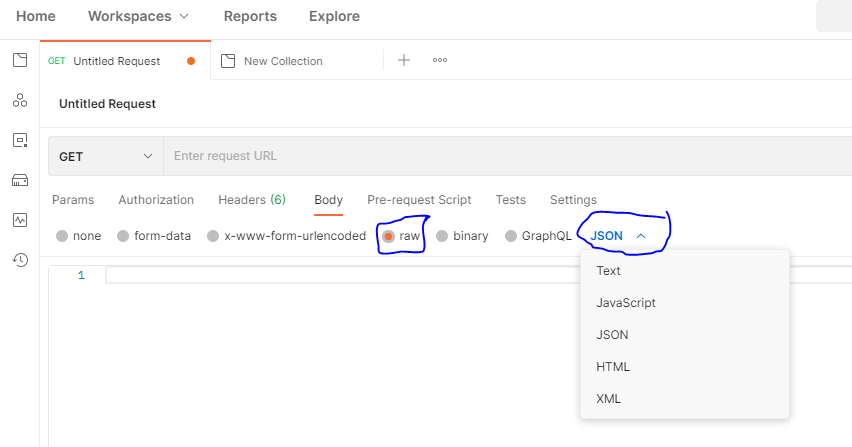 Home Workspaces Reports Explore
GET Untitled Request New Collection
Untitled Request
GET Enter request URL
Params Authorization Headers (6) Body Pre-request Script Tests Settings
none form-data x-www-form-urlencoded raw binary GraphQL JSON
1
Text
JavaScript
JSON
HTML
XML